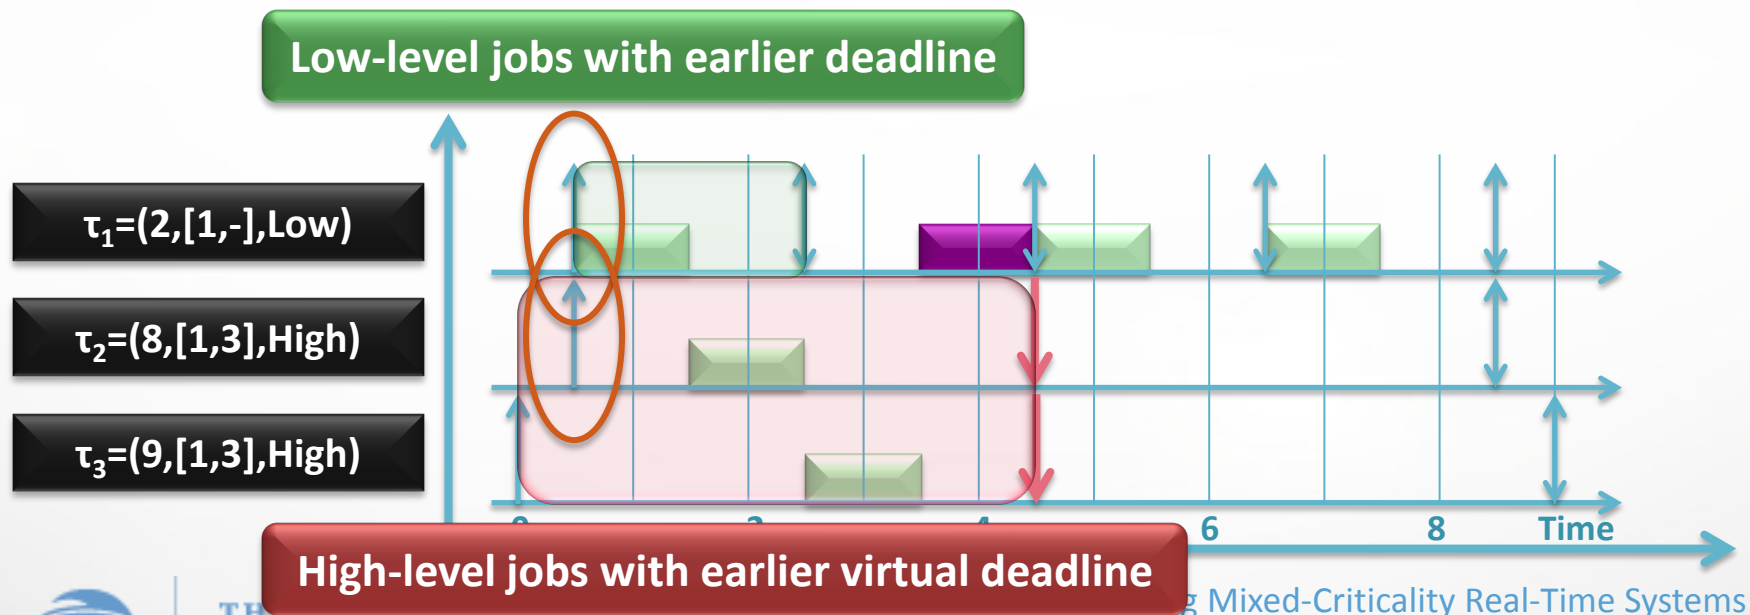 Low-level jobs with earlier deadline
τ₁=(2,[1,-],Low)
τ₂=(8,[1,3],High)
τ₃=(9,[1,3],High)
6 8 Time
High-level jobs with earlier virtual deadline
Mixed-Criticality Real-Time Systems